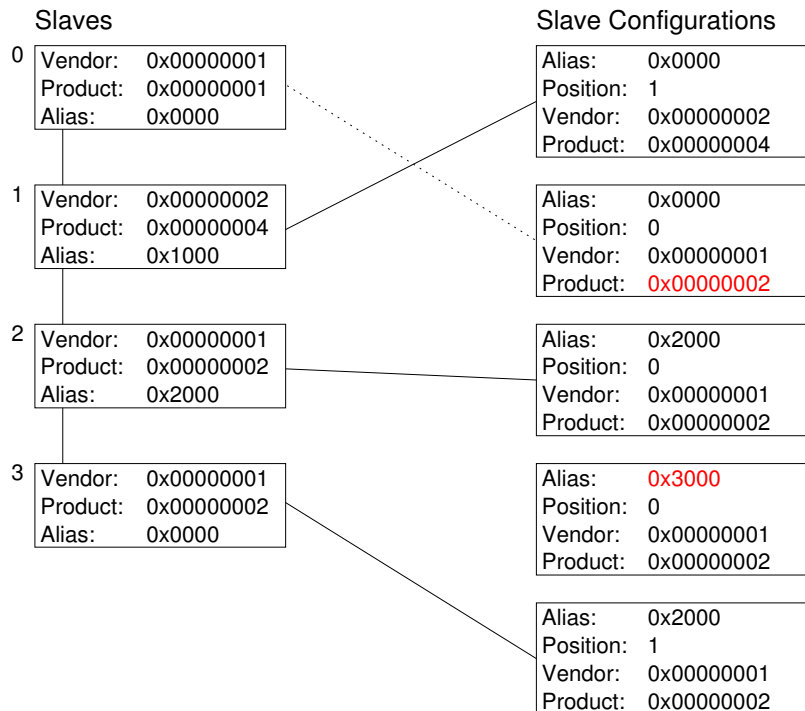 Slaves
0
Vendor: 0x00000001
Product: 0x00000001
Alias: 0x0000
1
Vendor: 0x00000002
Product: 0x00000004
Alias: 0x1000
2
Vendor: 0x00000001
Product: 0x00000002
Alias: 0x2000
3
Vendor: 0x00000001
Product: 0x00000002
Alias: 0x0000
Slave Configurations
Alias: 0x0000
Position: 1
Vendor: 0x00000002
Product: 0x00000004
Alias: 0x0000
Position: 0
Vendor: 0x00000001
Product: 0x00000002
Alias: 0x2000
Position: 0
Vendor: 0x00000001
Product: 0x00000002
Alias: 0x3000
Position: 0
Vendor: 0x00000001
Product: 0x00000002
Alias: 0x2000
Position: 1
Vendor: 0x00000001
Product: 0x00000002